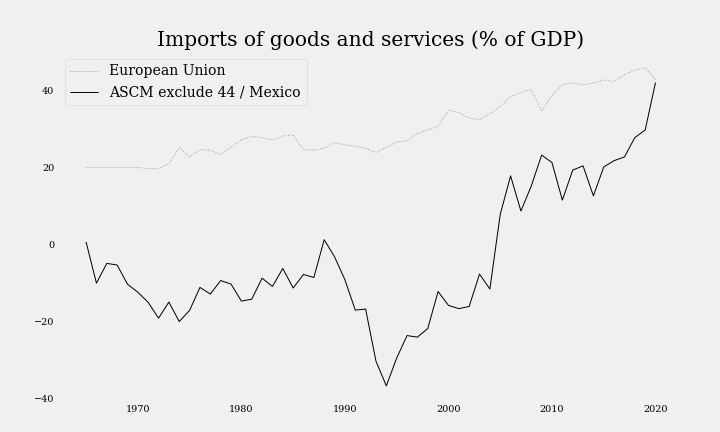 Imports of goods and services (% of GDP)
European Union
ASCM exclude 44 / Mexico
40
20
0
−20
−40
1970 1980 1990 2000 2010 2020